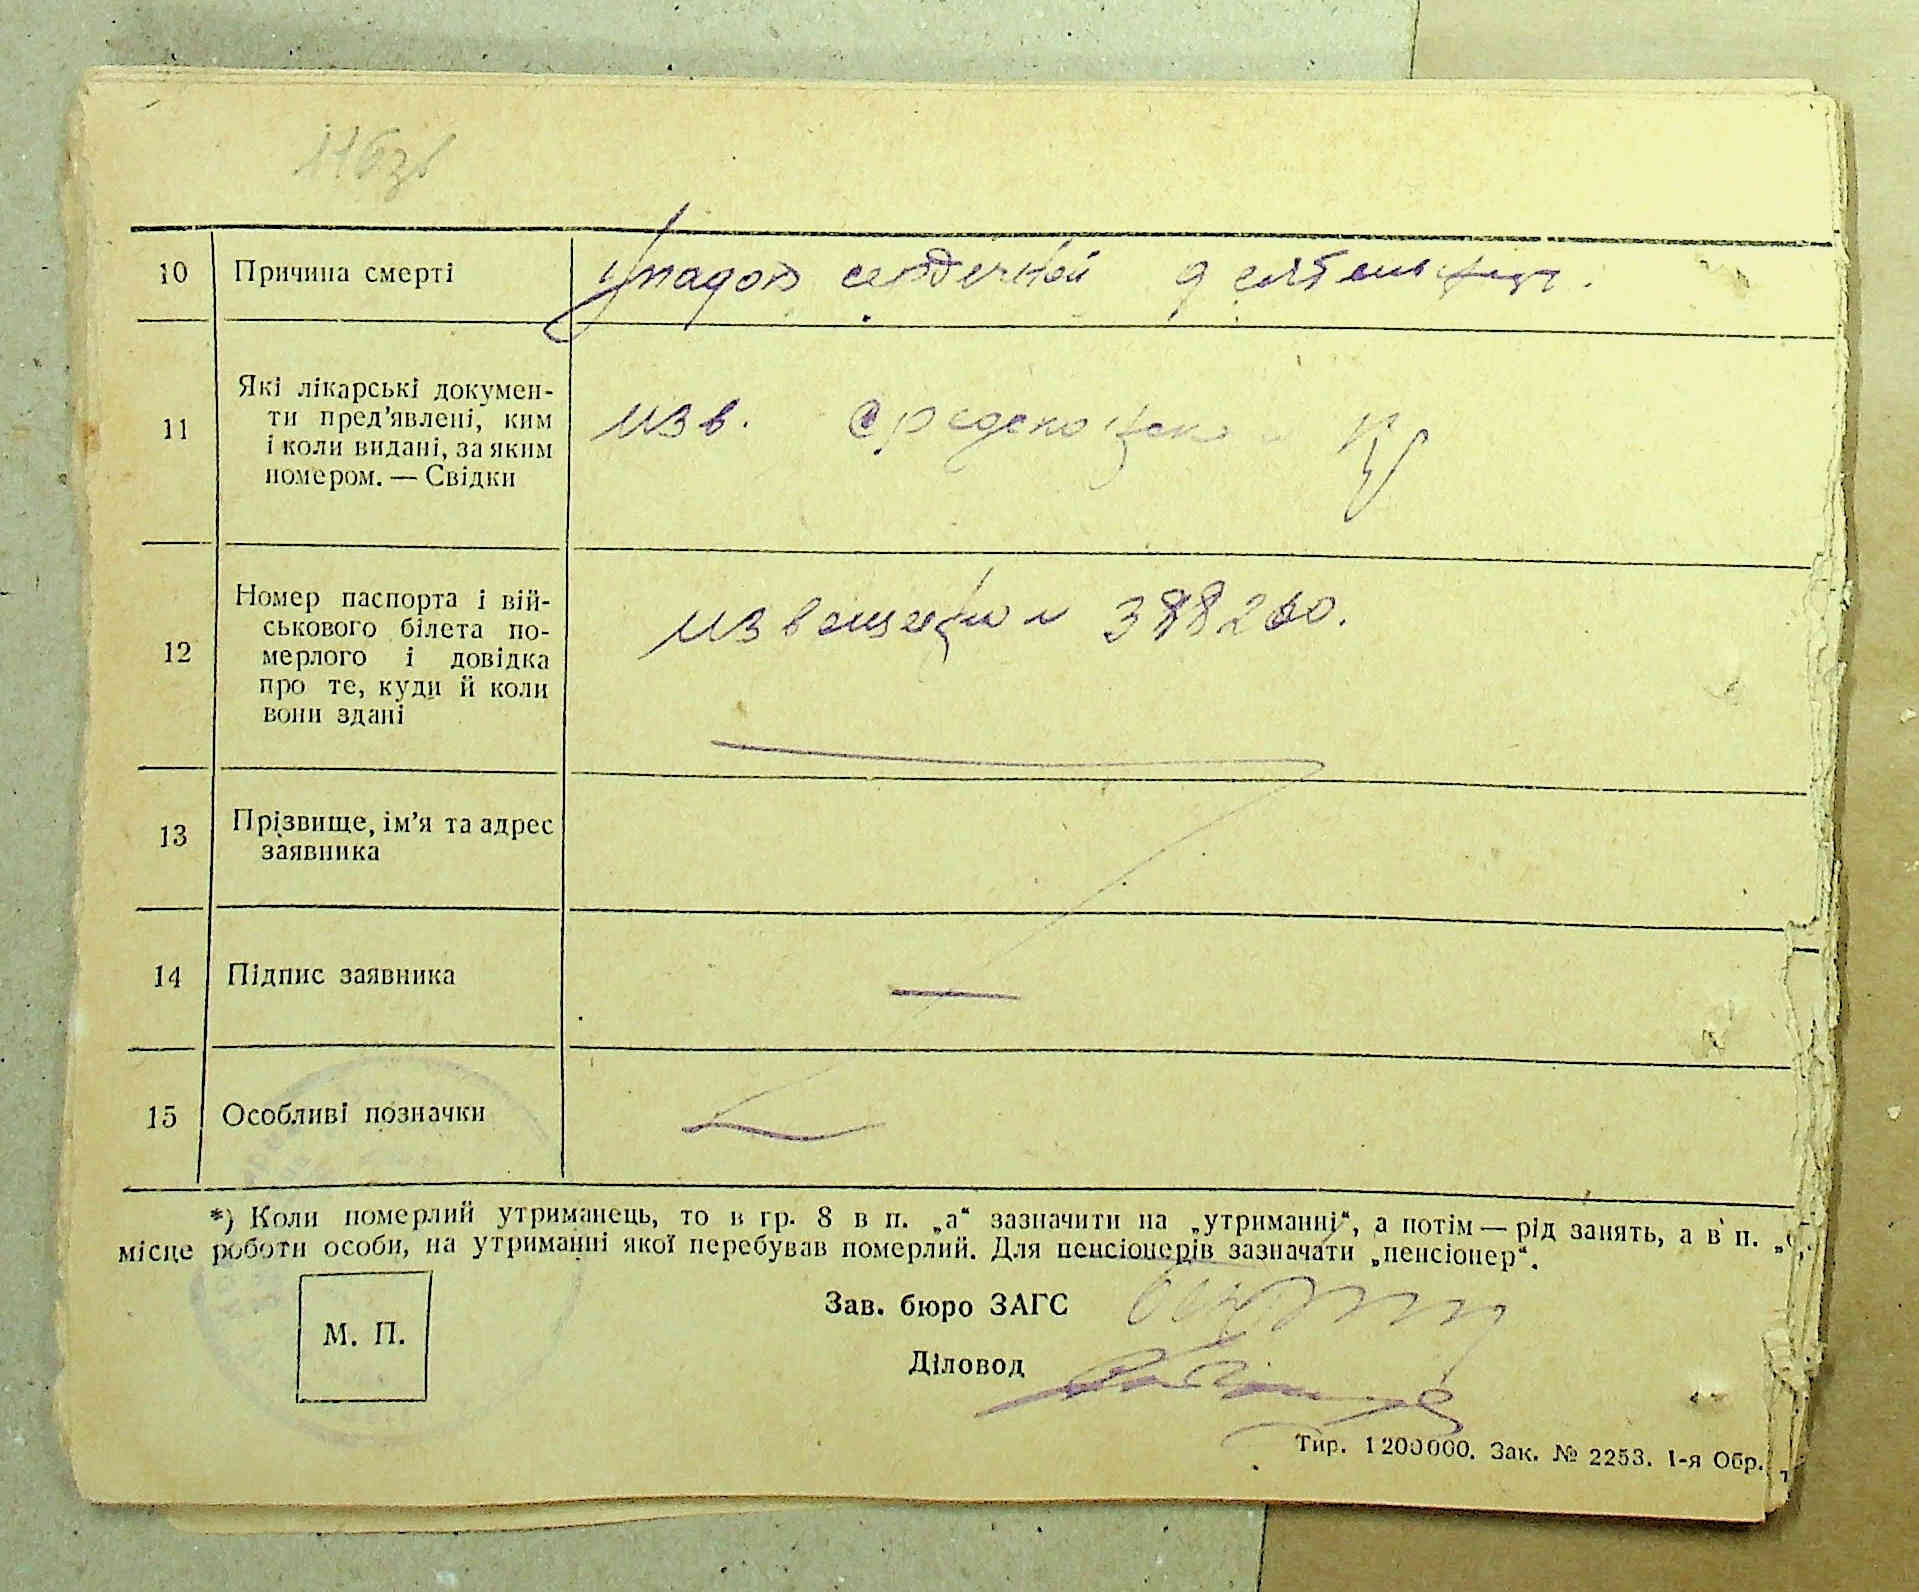 116зв
10 Причина смерті Упадок сердечной деятельности.
11 Які лікарські докумен-
ти пред'явлені, ким
і коли видані, за яким
номером. — Свідки
изв.
12 Номер паспорта і вій-
ськового білета по-
мерлого і довідка
про те, куди й коли
вони здані
извещению 388260.
13 Прізвище, ім'я та адрес
заявника
14 Підпис заявника —
15 Особливі позначки
*) Коли померлий утриманець, то в гр. 8 в п. „а“ зазначити на „утриманні“, а потім — рід занять, а в п.
місце роботи особи, на утриманні якої перебував померлий. Для пенсіонерів зазначати „пенсіонер“.
М. П.
Зав. бюро ЗАГС
Діловод
Тир. 1200000. Зак. № 2253. 1-я Обр.